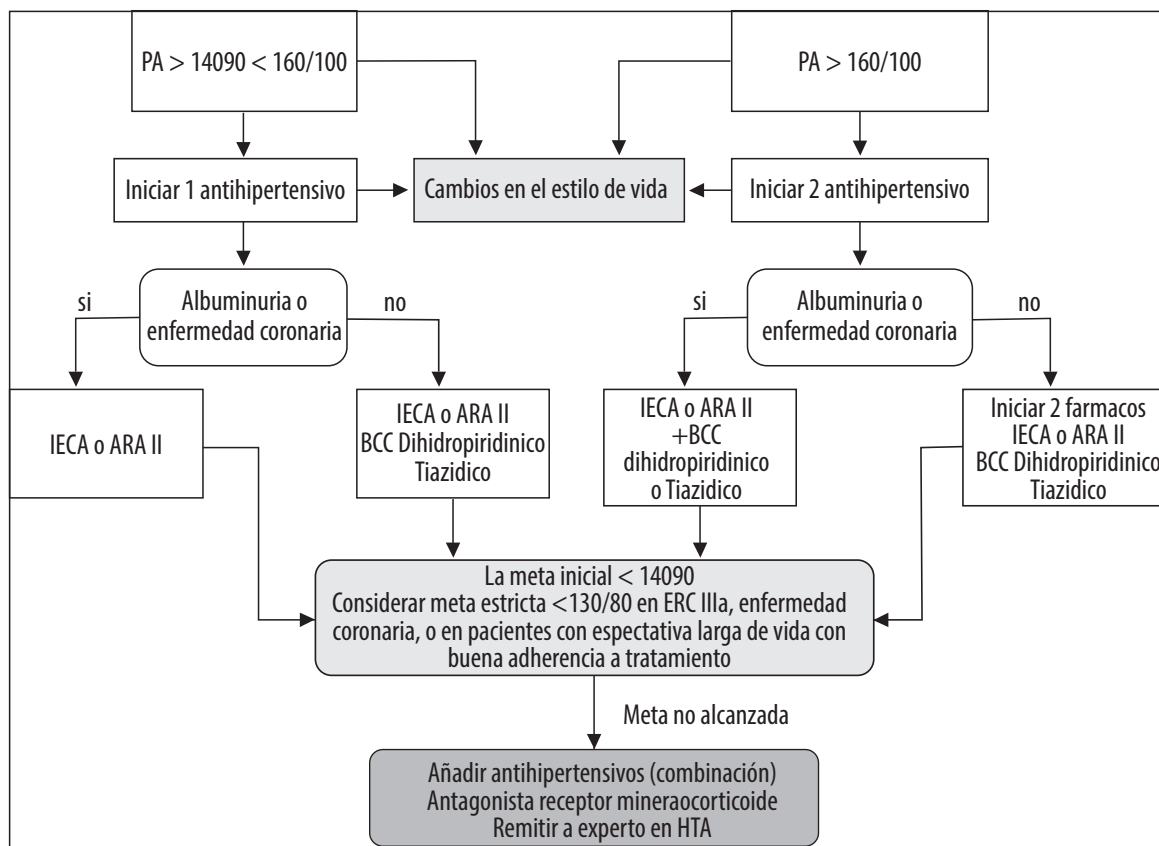 PA > 14090 < 160/100
PA > 160/100
Iniciar 1 antihipertensivo
Cambios en el estilo de vida
Iniciar 2 antihipertensivo
si
Albuminuria o
enfermedad coronaria
no
si
Albuminuria o
enfermedad coronaria
no
IECA o ARA II
IECA o ARA II
BCC Dihidropiridinico
Tiazidico
IECA o ARA II
+BCC
dihidropiridinico
o Tiazidico
Iniciar 2 farmacos
IECA o ARA II
BCC Dihidropiridinico
Tiazidico
La meta inicial < 14090
Considerar meta estricta <130/80 en ERC IIIa, enfermedad
coronaria, o en pacientes con espectativa larga de vida con
buena adherencia a tratamiento
Meta no alcanzada
Añadir antihipertensivos (combinación)
Antagonista receptor mineraocorticoide
Remitir a experto en HTA